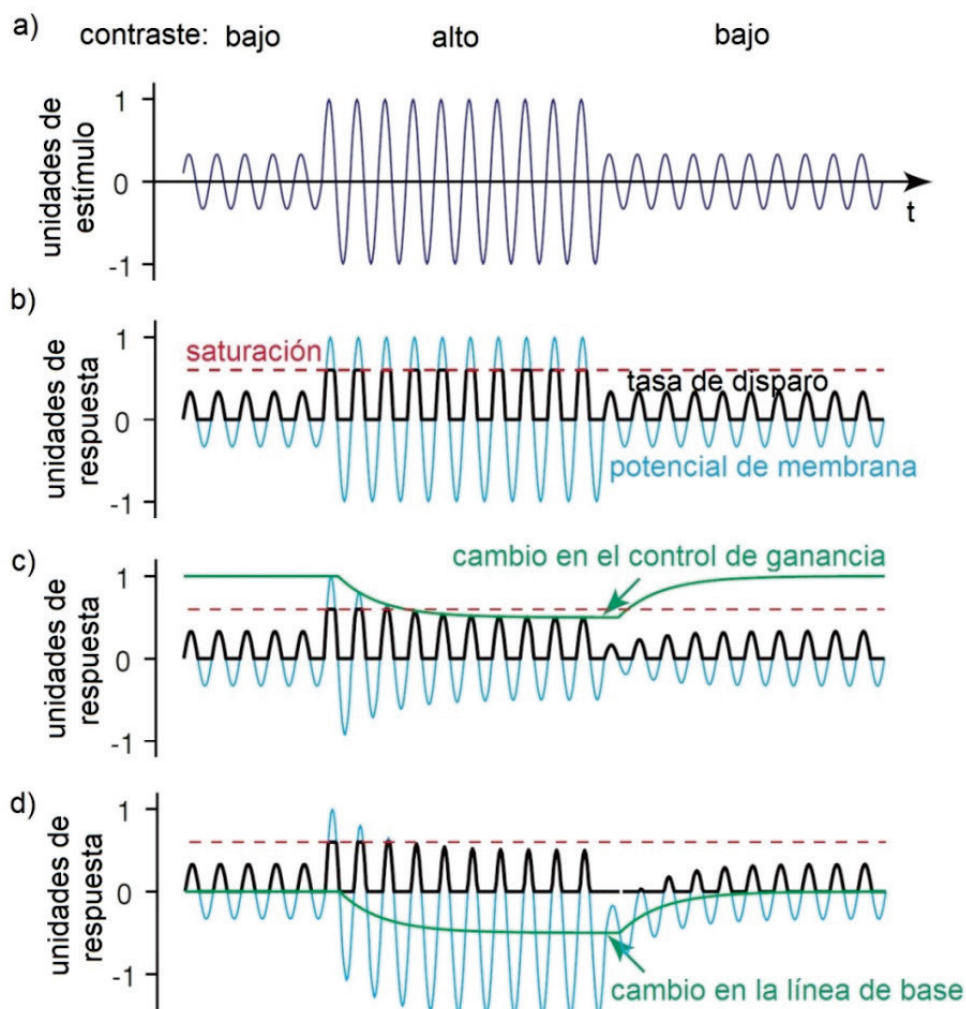 a)
contraste: bajo alto bajo
unidades de
estímulo
1
0
-1
t
b)
unidades de
respuesta
1
0
-1
saturación
tasa de disparo
potencial de membrana
c)
unidades de
respuesta
1
0
-1
cambio en el control de ganancia
d)
unidades de
respuesta
1
0
-1
cambio en la línea de base